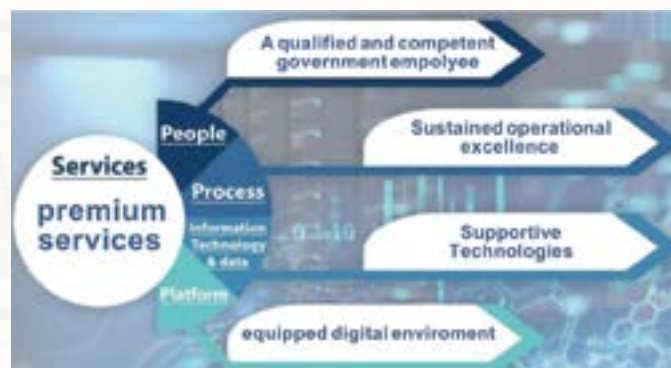 A qualified and competent
government empolyee
People
Sustained operational
excellence
Services
premium
services
Process
Information
Technology
& data
Supportive
Technologies
Platform
equipped digital enviroment